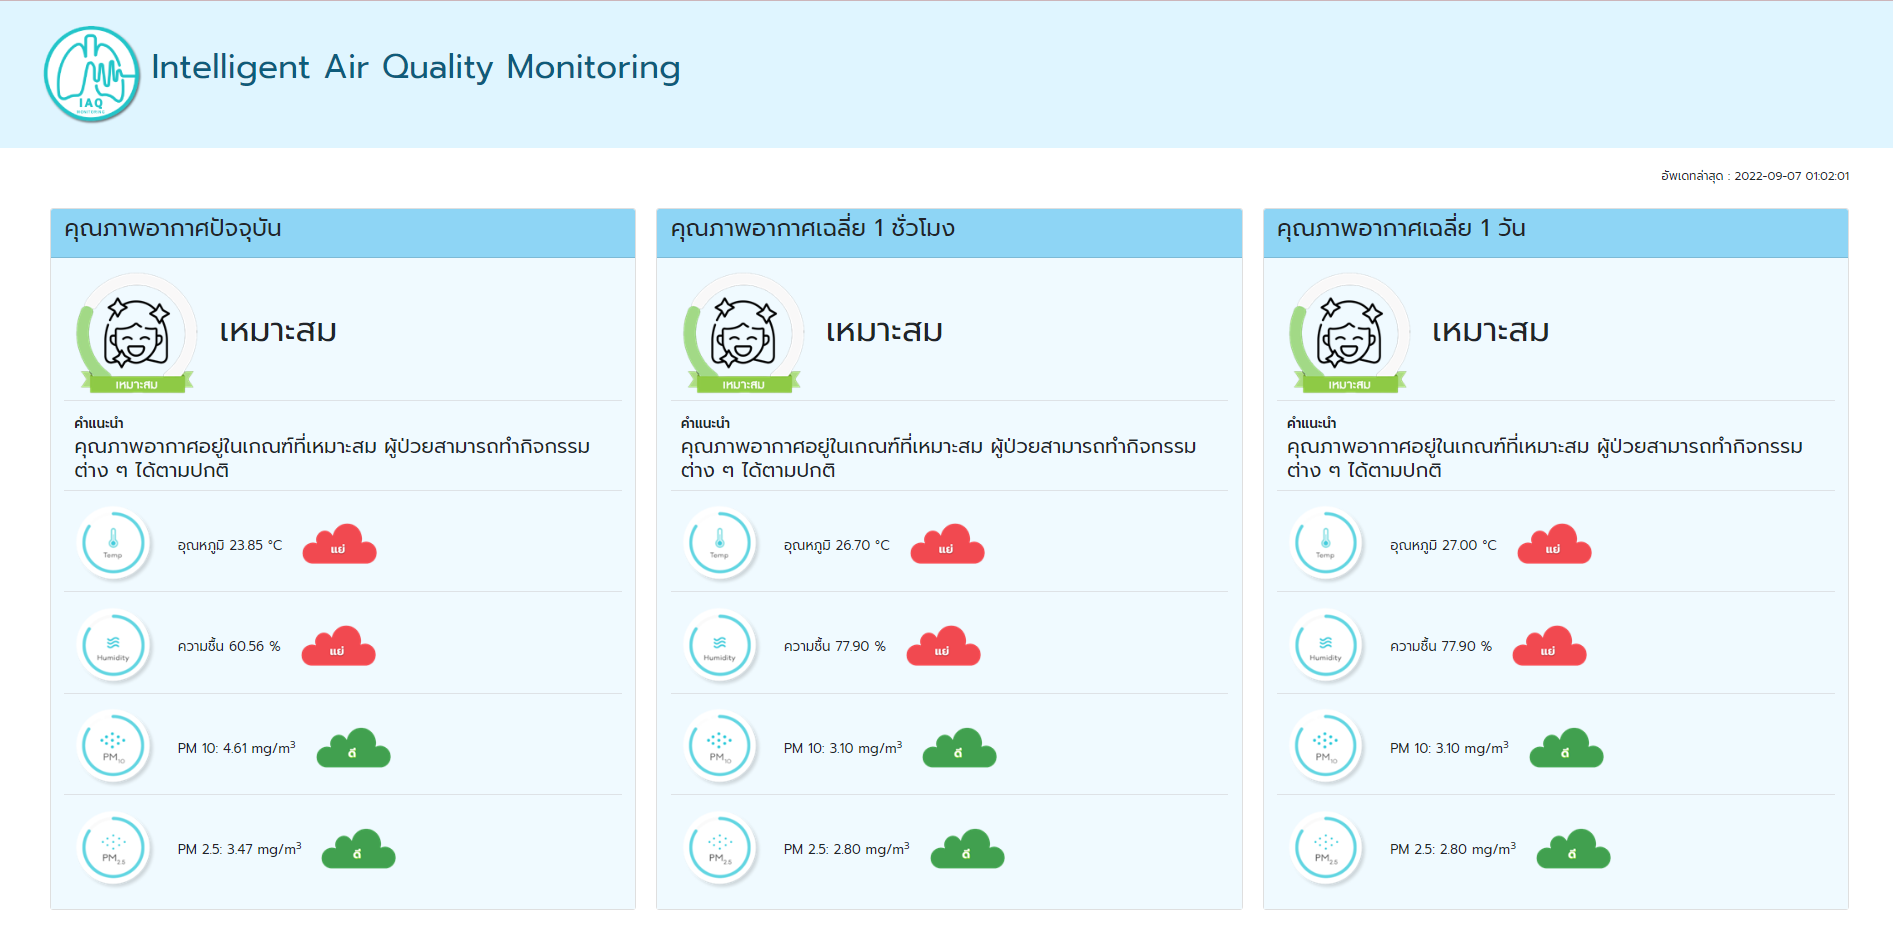 IAQ
MONITORING
Intelligent Air Quality Monitoring
อัพเดทล่าสุด : 2022-09-07 01:02:01
คุณภาพอากาศปัจจุบัน
เหมาะสม
เหมาะสม
คำแนะนำ
คุณภาพอากาศอยู่ในเกณฑ์ที่เหมาะสม ผู้ป่วยสามารถทำกิจกรรม
ต่าง ๆ ได้ตามปกติ
Temp
อุณหภูมิ 23.85 °C
แย่
Humidity
ความชื้น 60.56 %
แย่
PM10
PM 10: 4.61 mg/m³
ดี
PM2.5
PM 2.5: 3.47 mg/m³
ดี
คุณภาพอากาศเฉลี่ย 1 ชั่วโมง
เหมาะสม
เหมาะสม
คำแนะนำ
คุณภาพอากาศอยู่ในเกณฑ์ที่เหมาะสม ผู้ป่วยสามารถทำกิจกรรม
ต่าง ๆ ได้ตามปกติ
Temp
อุณหภูมิ 26.70 °C
แย่
Humidity
ความชื้น 77.90 %
แย่
PM10
PM 10: 3.10 mg/m³
ดี
PM2.5
PM 2.5: 2.80 mg/m³
ดี
คุณภาพอากาศเฉลี่ย 1 วัน
เหมาะสม
เหมาะสม
คำแนะนำ
คุณภาพอากาศอยู่ในเกณฑ์ที่เหมาะสม ผู้ป่วยสามารถทำกิจกรรม
ต่าง ๆ ได้ตามปกติ
Temp
อุณหภูมิ 27.00 °C
แย่
Humidity
ความชื้น 77.90 %
แย่
PM10
PM 10: 3.10 mg/m³
ดี
PM2.5
PM 2.5: 2.80 mg/m³
ดี